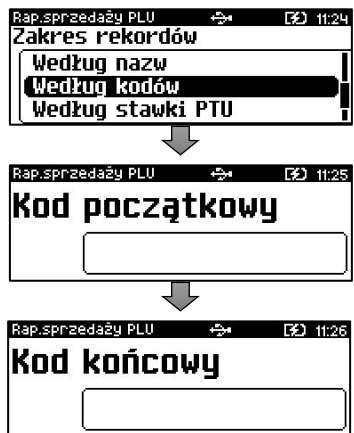 Rap.sprzedaży PLU 11:24
Zakres rekordów
Według nazw
Według kodów
Według stawki PTU
Rap.sprzedaży PLU 11:25
Kod początkowy
Rap.sprzedaży PLU 11:26
Kod końcowy